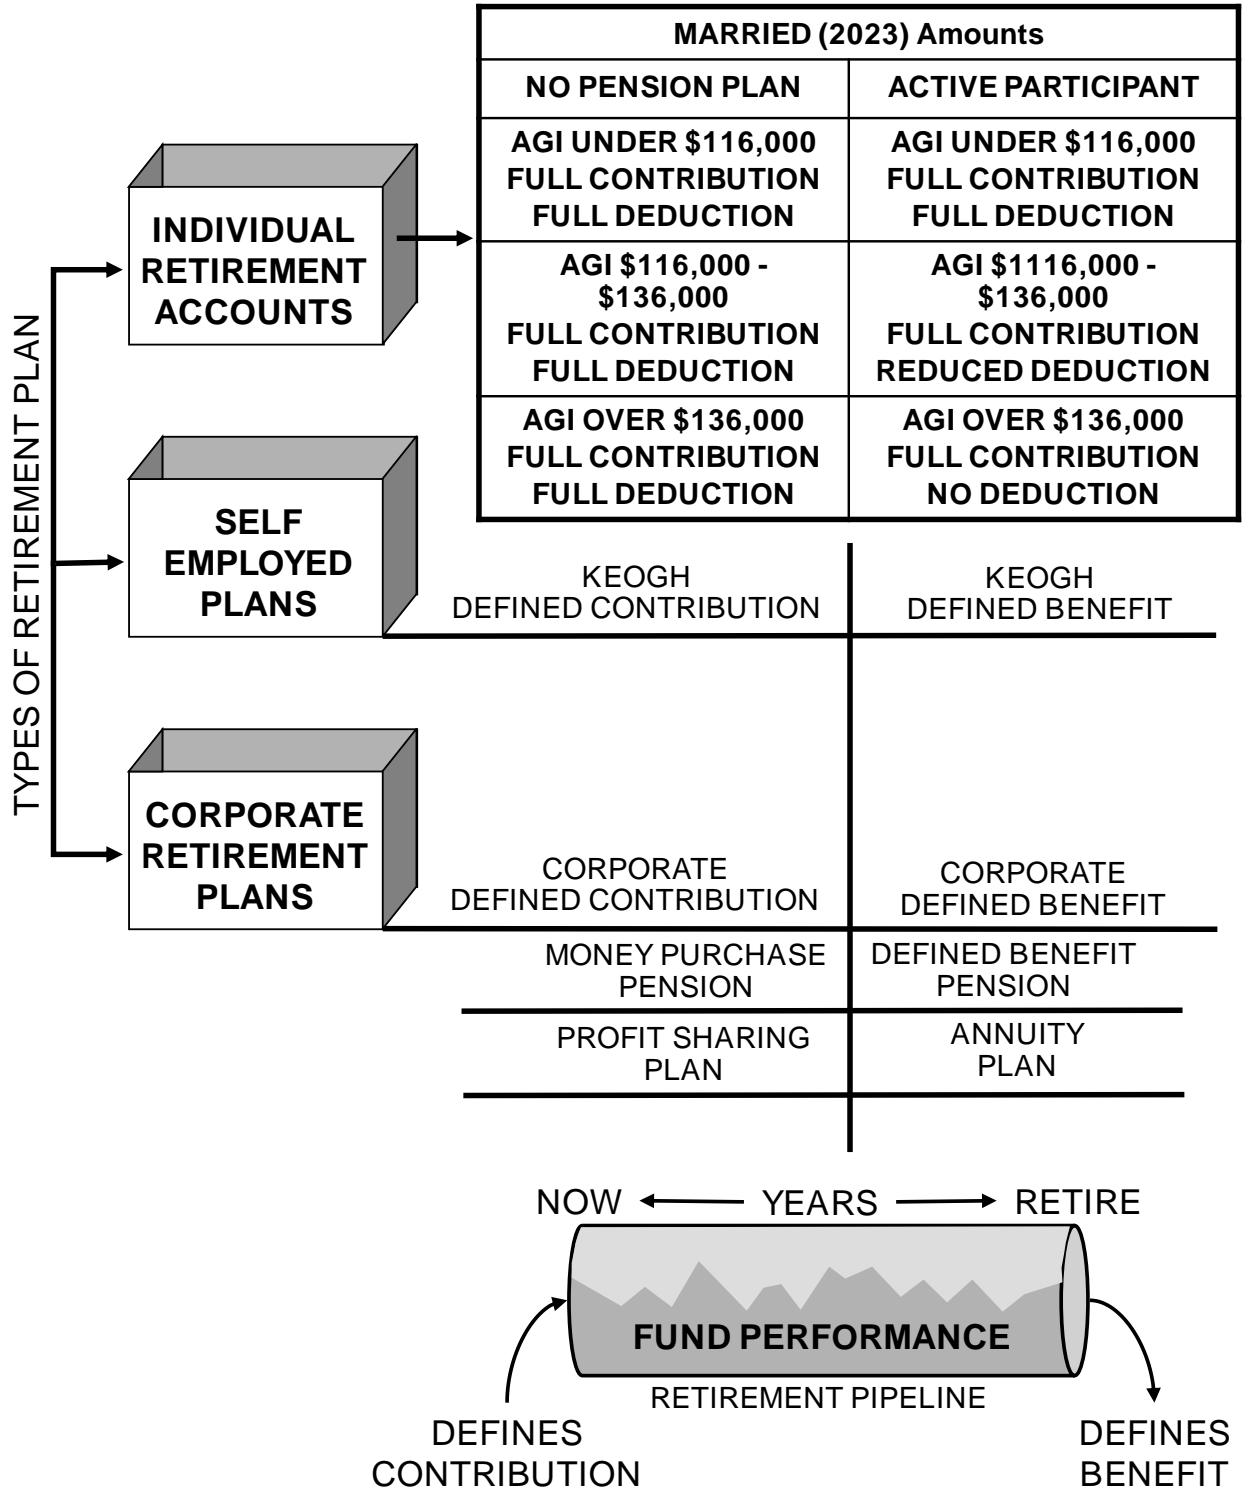 TYPES OF RETIREMENT PLAN
MARRIED (2023) Amounts
NO PENSION PLAN
ACTIVE PARTICIPANT
AGI UNDER $116,000
FULL CONTRIBUTION
FULL DEDUCTION
AGI UNDER $116,000
FULL CONTRIBUTION
FULL DEDUCTION
AGI $116,000 -
$136,000
FULL CONTRIBUTION
FULL DEDUCTION
AGI $1116,000 -
$136,000
FULL CONTRIBUTION
REDUCED DEDUCTION
AGI OVER $136,000
FULL CONTRIBUTION
FULL DEDUCTION
AGI OVER $136,000
FULL CONTRIBUTION
NO DEDUCTION
INDIVIDUAL
RETIREMENT
ACCOUNTS
SELF
EMPLOYED
PLANS
KEOGH
DEFINED CONTRIBUTION
KEOGH
DEFINED BENEFIT
CORPORATE
RETIREMENT
PLANS
CORPORATE
DEFINED CONTRIBUTION
CORPORATE
DEFINED BENEFIT
MONEY PURCHASE
PENSION
DEFINED BENEFIT
PENSION
PROFIT SHARING
PLAN
ANNUITY
PLAN
NOW YEARS RETIRE
FUND PERFORMANCE
RETIREMENT PIPELINE
DEFINES
CONTRIBUTION
DEFINES
BENEFIT